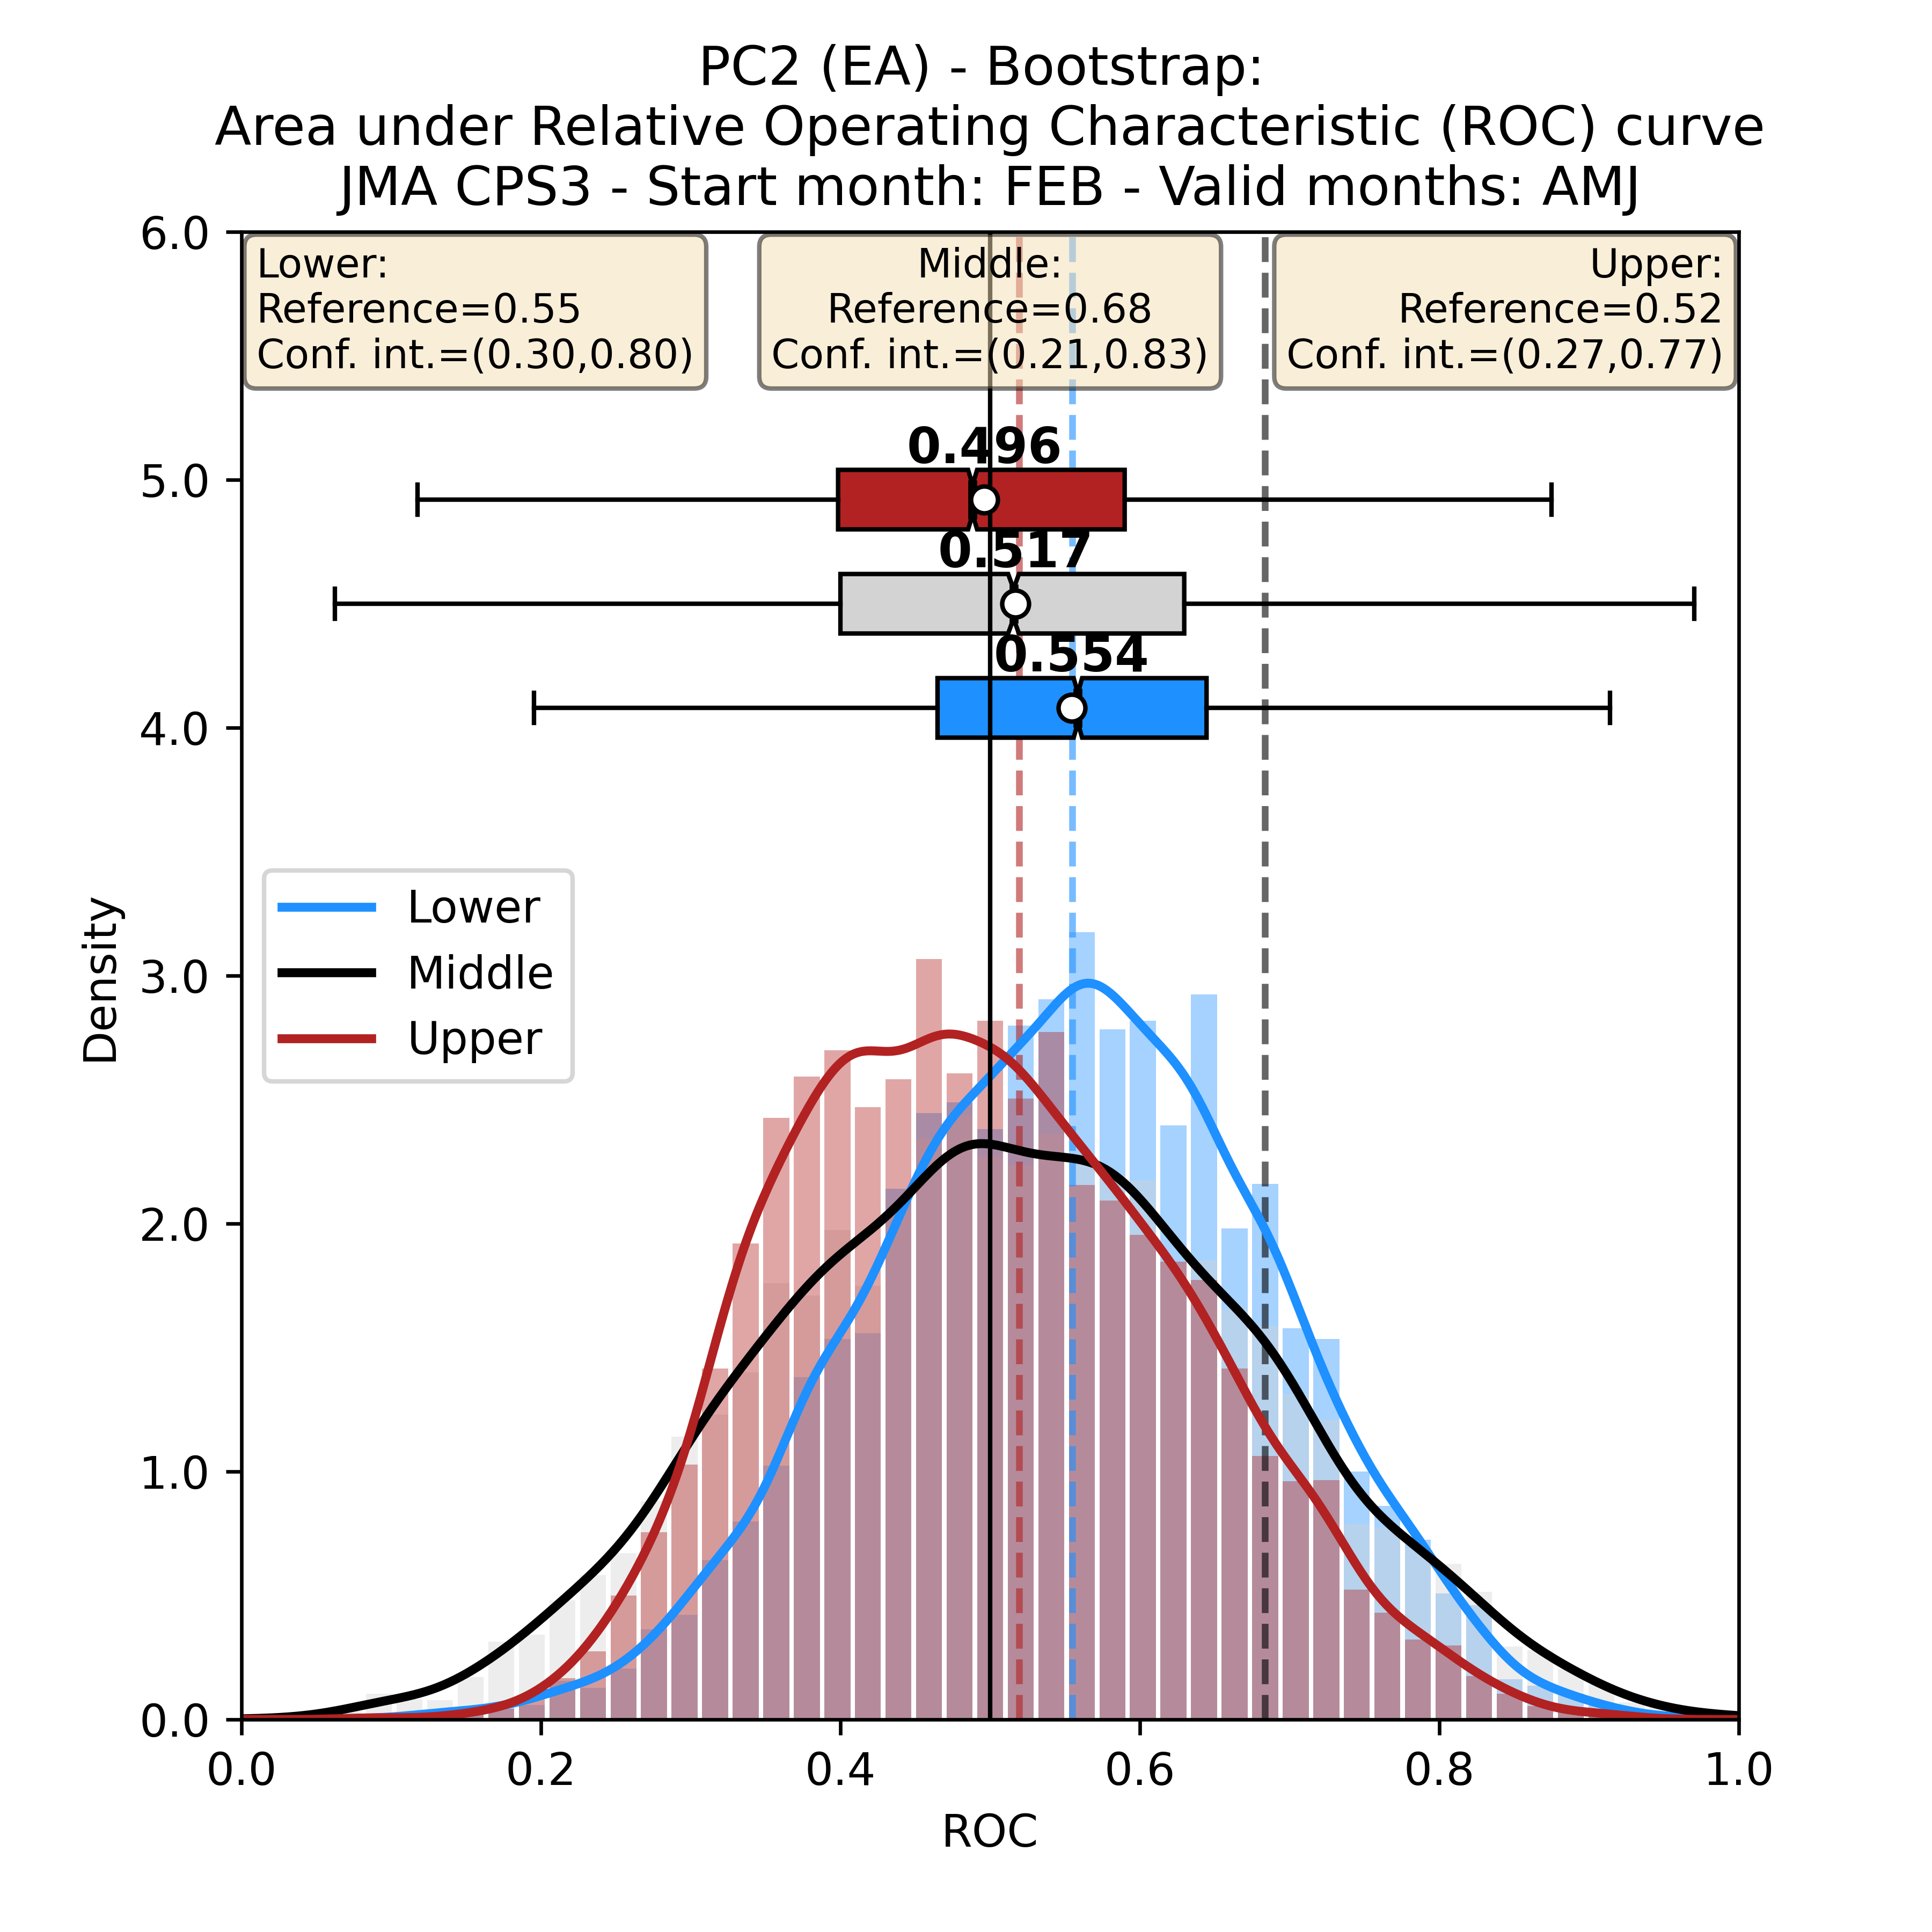 PC2 (EA) - Bootstrap:
Area under Relative Operating Characteristic (ROC) curve
JMA CPS3 - Start month: FEB - Valid months: AMJ
Lower:
Reference=0.55
Conf. int.=(0.30,0.80)
Middle:
Reference=0.68
Conf. int.=(0.21,0.83)
Upper:
Reference=0.52
Conf. int.=(0.27,0.77)
0.496
0.517
0.554
Lower
Middle
Upper
Density
6.0
5.0
4.0
3.0
2.0
1.0
0.0
0.0 0.2 0.4 0.6 0.8 1.0
ROC